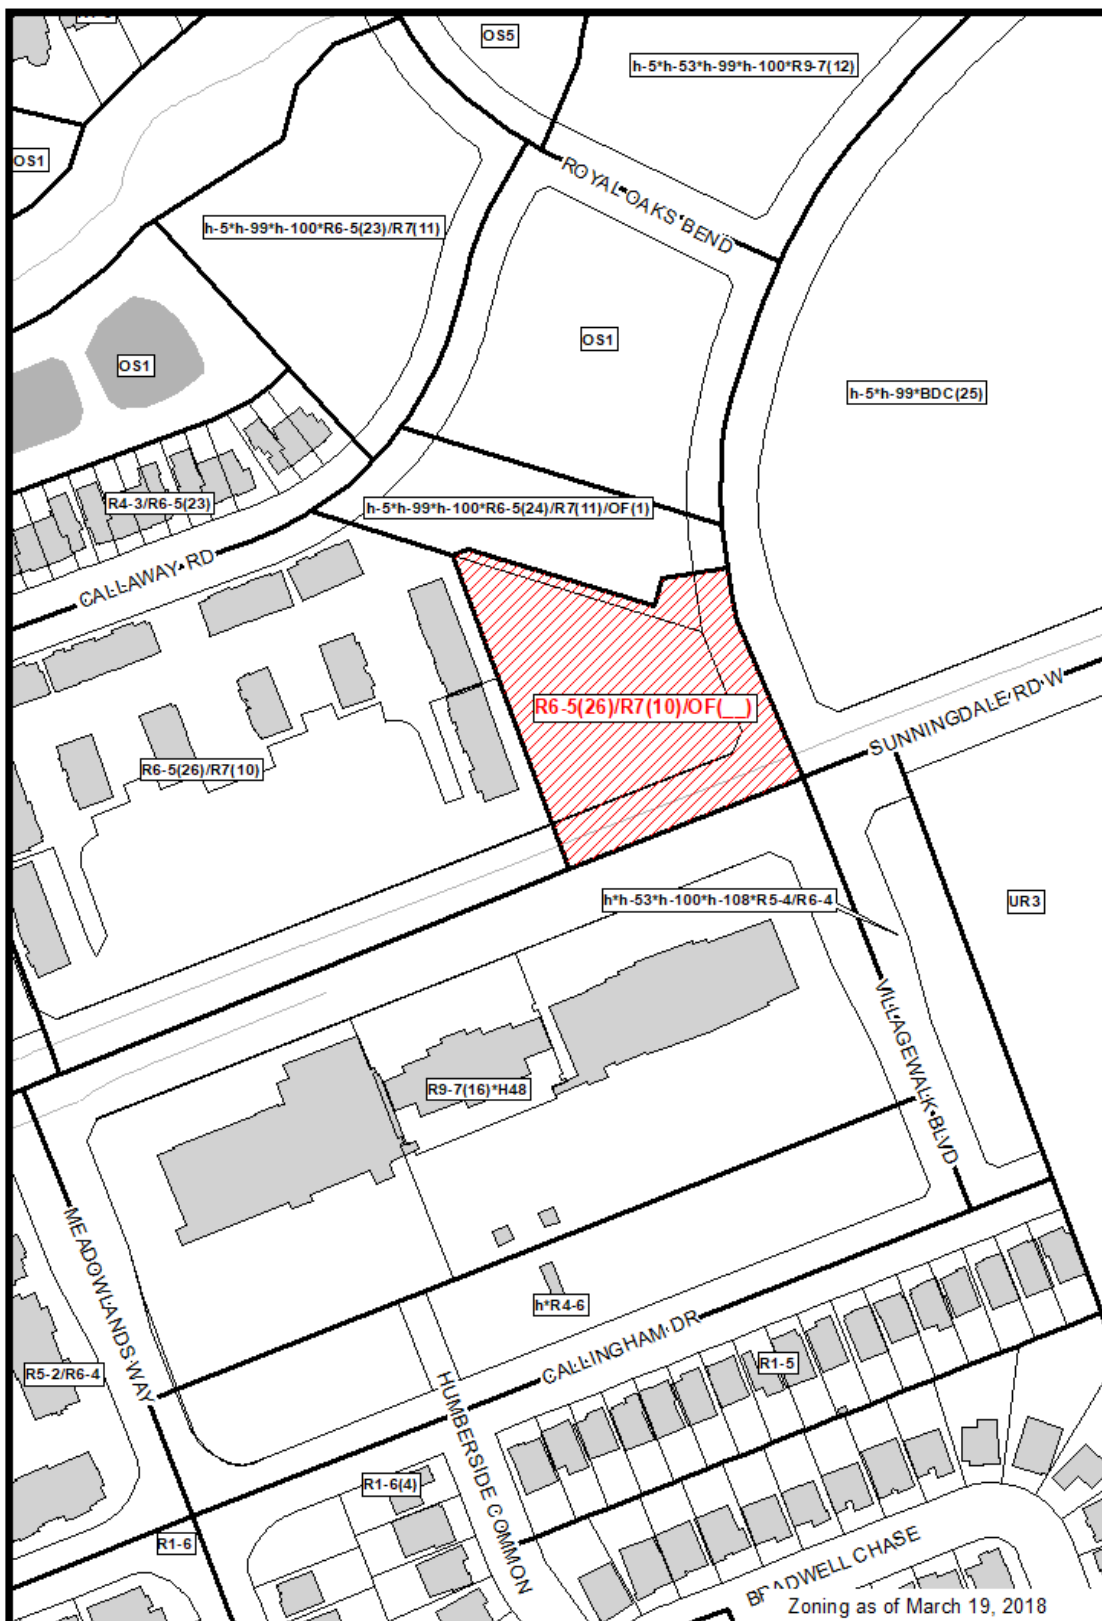 OS5
h-5*h-53*h-99*h-100*R9-7(12)
OS1
ROYAL OAKS BEND
h-5*h-99*h-100*R6-5(23)/R7(11)
OS1
OS1
h-5*h-99*BDC(25)
R4-3/R6-5(23)
h-5*h-99*h-100*R6-5(24)/R7(11)/OF(1)
CALLAWAY RD
R6-5(26)/R7(10)/OF(__)
SUNNINGDALE RD W
R6-5(26)/R7(10)
h*h-53*h-100*h-108*R5-4/R6-4
UR3
VILLAGEWALK BLVD
R9-7(16)*H48
MEADOWLANDS WAY
h*R4-6
CALLINGHAM DR
R1-5
R5-2/R6-4
HUMBERSIDE COMMON
R1-6(4)
R1-6
BRADWELL CHASE
Zoning as of March 19, 2018